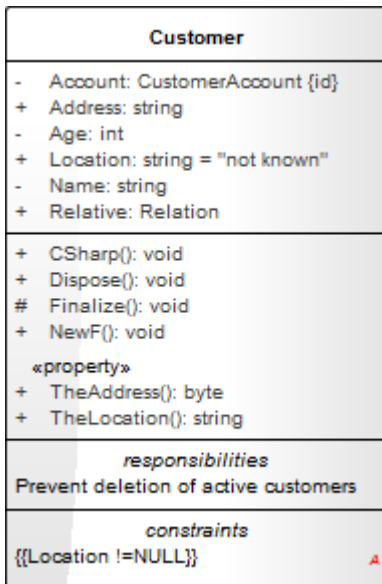 Customer
- Account: CustomerAccount {id}
+ Address: string
- Age: int
+ Location: string = "not known"
- Name: string
+ Relative: Relation
+ CSharp(): void
+ Dispose(): void
# Finalize(): void
+ NewF(): void
«property»
+ TheAddress(): byte
+ TheLocation(): string
responsibilities
Prevent deletion of active customers
constraints
{{Location !=NULL}}
A